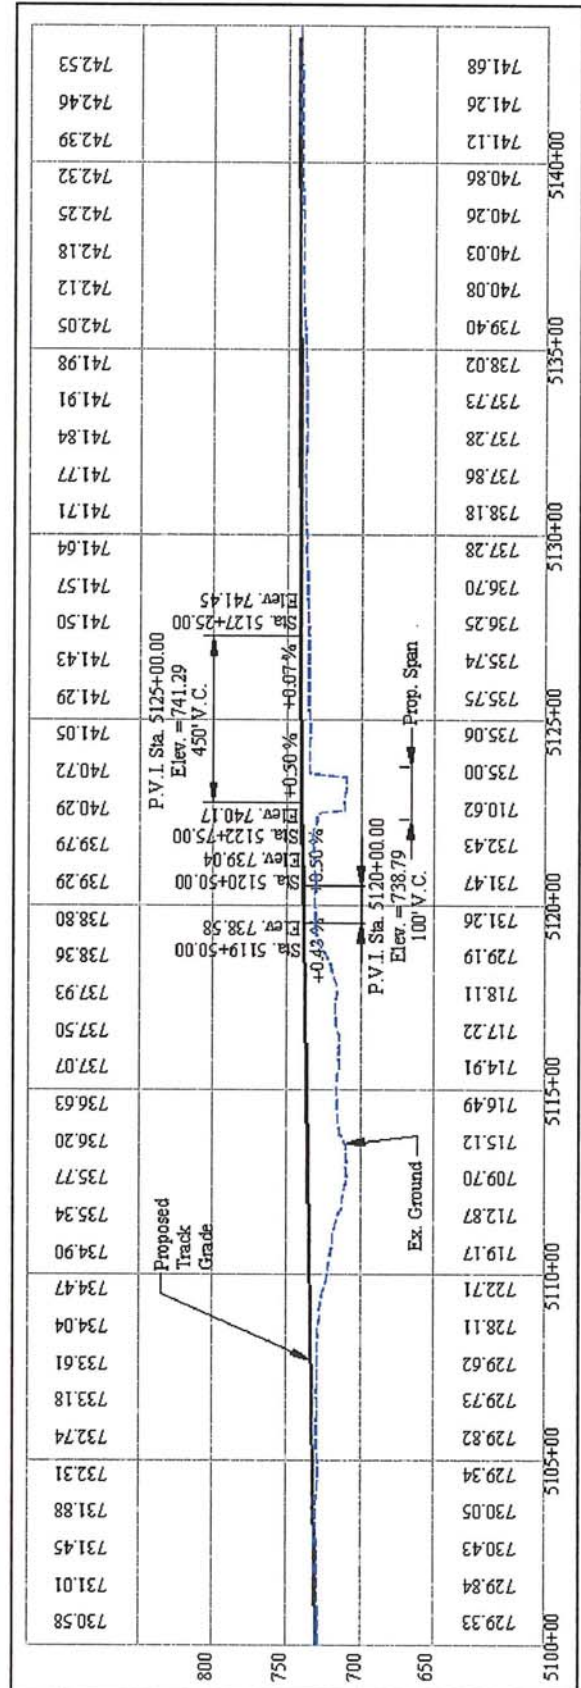 730.58 731.01 731.45 731.88 732.31 732.74 733.18 733.61 734.04 734.47 734.90 735.34 735.77 736.20 736.63 737.07 737.50 737.93 738.36 738.80 739.29 739.79 740.29 740.72 741.05 741.29 741.43 741.50 741.57 741.64 741.71 741.77 741.84 741.91 741.98 742.05 742.12 742.18 742.25 742.32 742.39 742.46 742.53
800
750
700
650
Proposed
Track
Grade
P.V.I. Sta. 5125+00.00
Elev. = 741.29
450' V.C.
Sta. 5119+50.00
Elev. 738.58
Sta. 5120+50.00
Elev. 739.04
Sta. 5122+75.00
Elev. 740.17
Sta. 5127+25.00
Elev. 741.45
+0.43 %
+0.50 %
+0.50 %
+0.07 %
P.V.I. Sta. 5120+00.00
Elev. = 738.79
100' V.C.
Prop. Span
Ex. Ground
729.33 729.84 730.43 730.05 729.34 729.82 729.73 729.62 728.11 722.71 719.17 712.87 709.70 715.12 716.49 714.91 717.22 718.11 729.19 731.26 731.47 732.43 710.62 735.00 735.06 735.75 735.74 736.25 736.70 737.28 738.18 737.86 737.28 737.73 738.02 739.40 740.08 740.03 740.26 740.86 741.12 741.26 741.68
5100+00 5105+00 5110+00 5115+00 5120+00 5125+00 5130+00 5135+00 5140+00